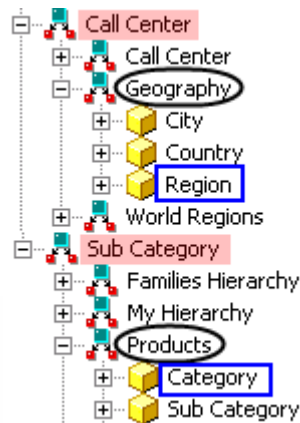 Call Center
Call Center
Geography
City
Country
Region
World Regions
Sub Category
Families Hierarchy
My Hierarchy
Products
Category
Sub Category